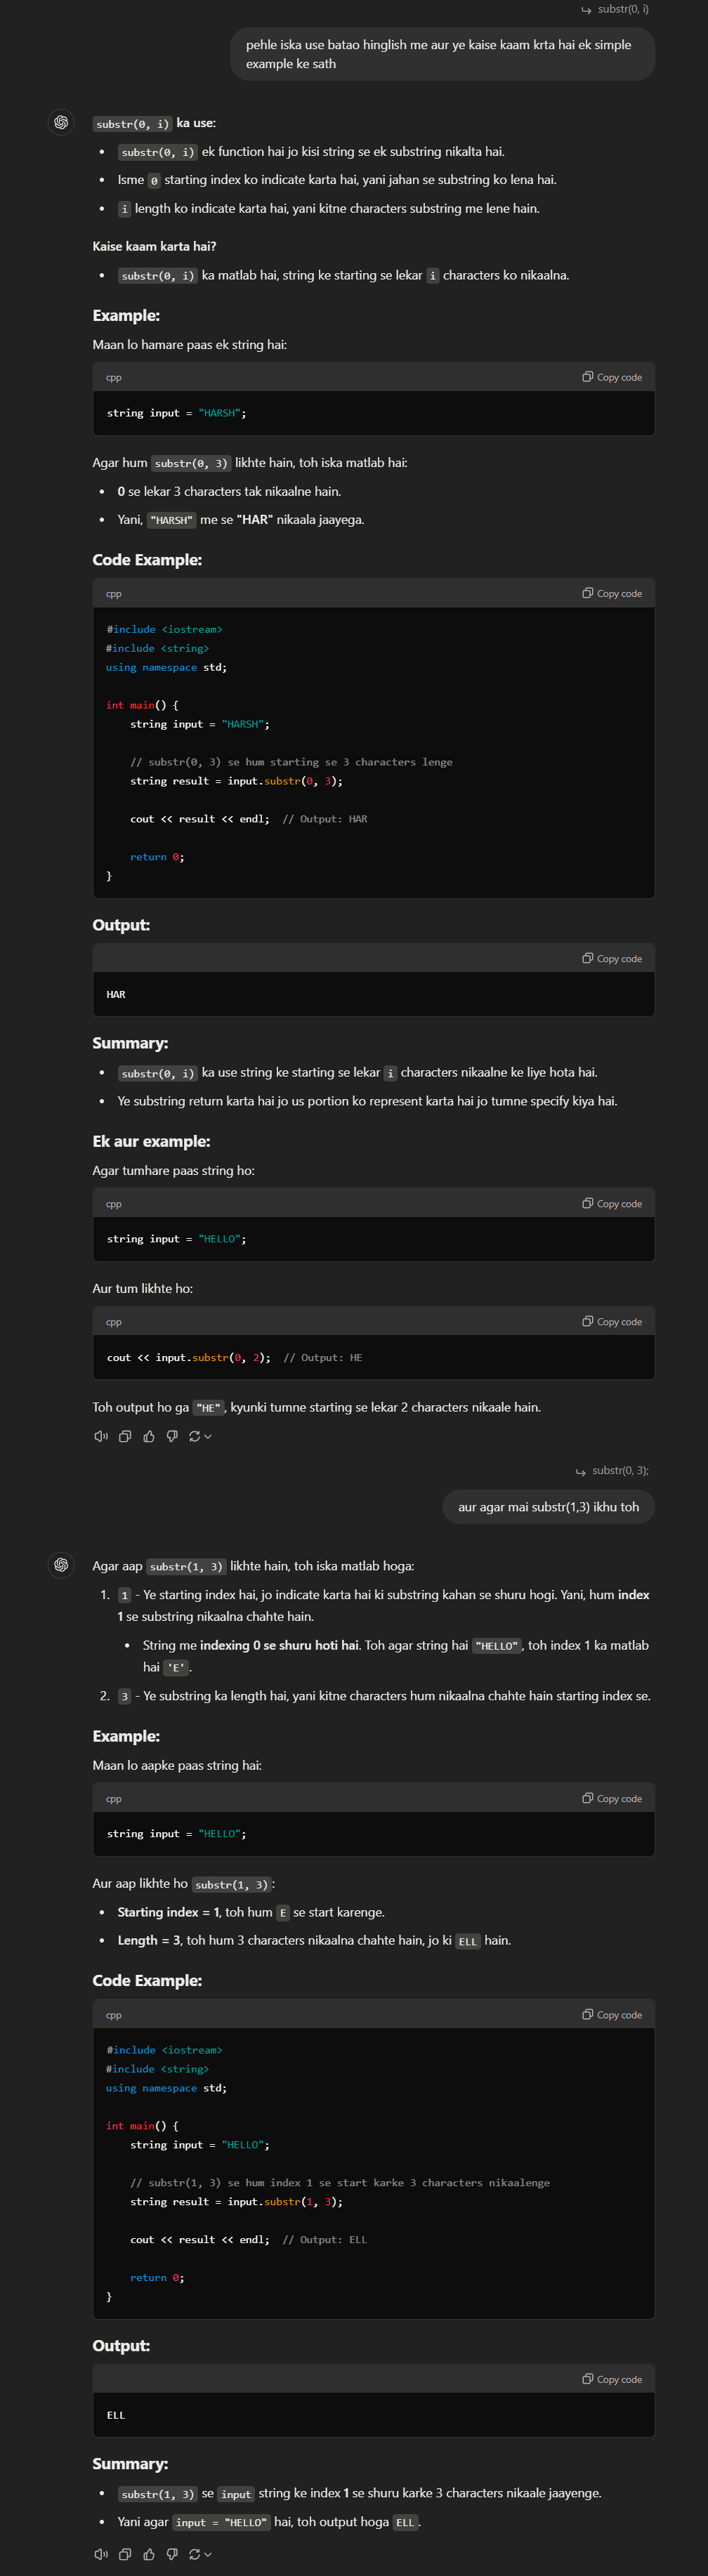 substr(0, i)
pehle iska use batao hinglish me aur ye kaise kaam krta hai ek simple
example ke sath
substr(0, i) ka use:
• substr(0, i) ek function hai jo kisi string se ek substring nikalta hai.
• Isme 0 starting index ko indicate karta hai, yani jahan se substring ko lena hai.
• i length ko indicate karta hai, yani kitne characters substring me lene hain.
Kaise kaam karta hai?
• substr(0, i) ka matlab hai, string ke starting se lekar i characters ko nikaalna.
Example:
Maan lo hamare paas ek string hai:
cpp Copy code
string input = "HARSH";
Agar hum substr(0, 3) likhte hain, toh iska matlab hai:
• 0 se lekar 3 characters tak nikaalne hain.
• Yani, "HARSH" me se "HAR" nikaala jaayega.
Code Example:
cpp Copy code
#include <iostream>
#include <string>
using namespace std;
int main() {
string input = "HARSH";
// substr(0, 3) se hum starting se 3 characters lenge
string result = input.substr(0, 3);
cout << result << endl; // Output: HAR
return 0;
}
Output:
Copy code
HAR
Summary:
• substr(0, i) ka use string ke starting se lekar i characters nikaalne ke liye hota hai.
• Ye substring return karta hai jo us portion ko represent karta hai jo tumne specify kiya hai.
Ek aur example:
Agar tumhare paas string ho:
cpp Copy code
string input = "HELLO";
Aur tum likhte ho:
cpp Copy code
cout << input.substr(0, 2); // Output: HE
Toh output ho ga "HE", kyunki tumne starting se lekar 2 characters nikaale hain.
substr(0, 3);
aur agar mai substr(1,3) ikhu toh
Agar aap substr(1, 3) likhte hain, toh iska matlab hoga:
1. 1 - Ye starting index hai, jo indicate karta hai ki substring kahan se shuru hogi. Yani, hum index
1 se substring nikaalna chahte hain.
• String me indexing 0 se shuru hoti hai. Toh agar string hai "HELLO", toh index 1 ka matlab
hai 'E'.
2. 3 - Ye substring ka length hai, yani kitne characters hum nikaalna chahte hain starting index se.
Example:
Maan lo aapke paas string hai:
cpp Copy code
string input = "HELLO";
Aur aap likhte ho substr(1, 3):
• Starting index = 1, toh hum E se start karenge.
• Length = 3, toh hum 3 characters nikaalna chahte hain, jo ki ELL hain.
Code Example:
cpp Copy code
#include <iostream>
#include <string>
using namespace std;
int main() {
string input = "HELLO";
// substr(1, 3) se hum index 1 se start karke 3 characters nikaalenge
string result = input.substr(1, 3);
cout << result << endl; // Output: ELL
return 0;
}
Output:
Copy code
ELL
Summary:
• substr(1, 3) se input string ke index 1 se shuru karke 3 characters nikaale jaayenge.
• Yani agar input = "HELLO" hai, toh output hoga ELL.